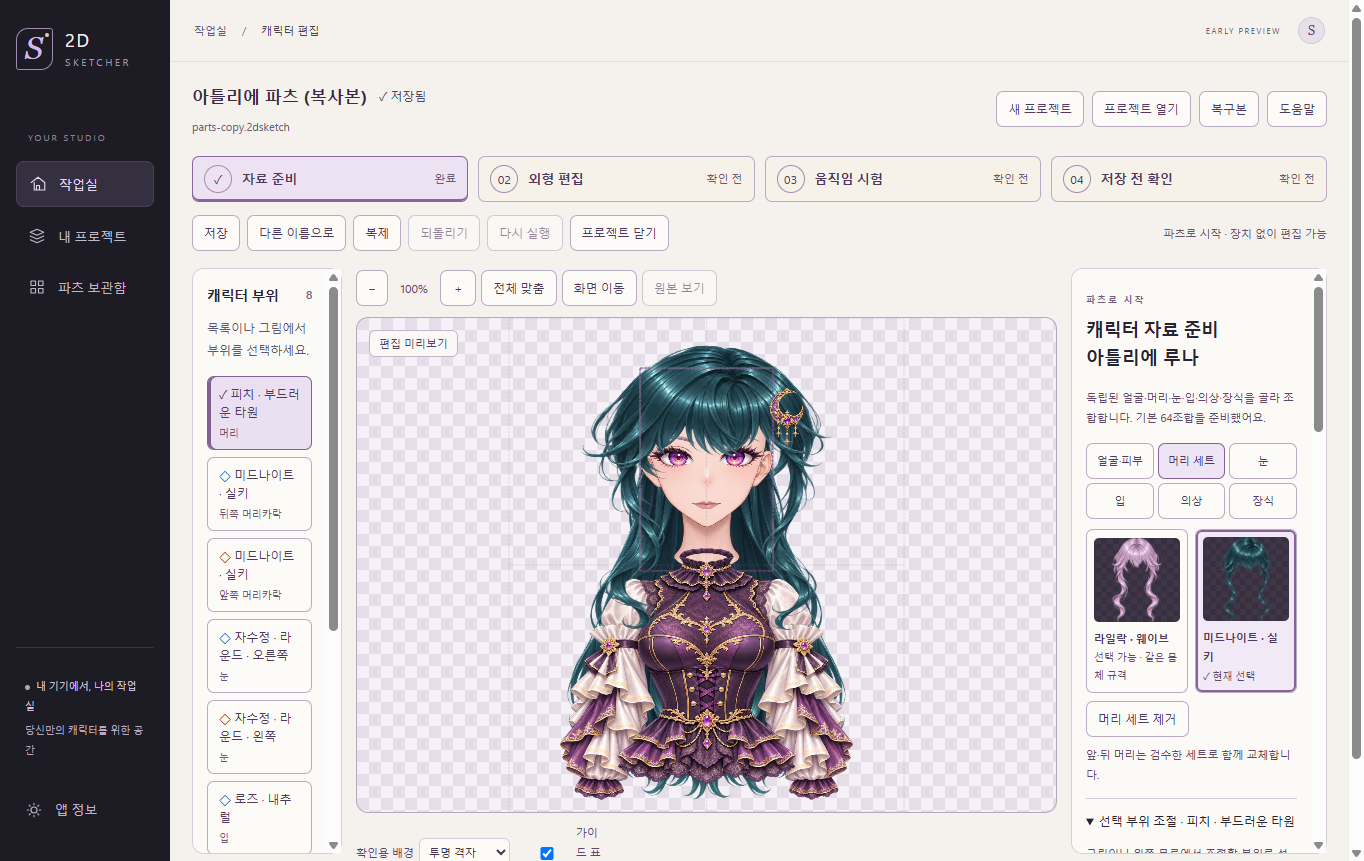 S
2D
SKETCHER
YOUR STUDIO
작업실
내 프로젝트
파츠 보관함
내 기기에서, 나의 작업
실
당신만의 캐릭터를 위한 공
간
앱 정보
작업실 / 캐릭터 편집
EARLY PREVIEW S
아틀리에 파츠 (복사본) ✓ 저장됨
parts-copy.2dsketch
새 프로젝트 프로젝트 열기 복구본 도움말
✓ 자료 준비 완료
02 외형 편집 확인 전
03 움직임 시험 확인 전
04 저장 전 확인 확인 전
저장 다른 이름으로 복제 되돌리기 다시 실행 프로젝트 닫기
파츠로 시작 · 장치 없이 편집 가능
캐릭터 부위 8
목록이나 그림에서
부위를 선택하세요.
✓ 피치 · 부드러
운 타원
머리
◇ 미드나이트
· 실키
뒤쪽 머리카락
◇ 미드나이트
· 실키
앞쪽 머리카락
◇ 자수정 · 라
운드 · 오른쪽
눈
◇ 자수정 · 라
운드 · 왼쪽
눈
◇ 로즈 · 내추
럴
입
− 100% + 전체 맞춤 화면 이동 원본 보기
편집 미리보기
확인용 배경 투명 격자
가이
드 표
파츠로 시작
캐릭터 자료 준비
아틀리에 루나
독립된 얼굴·머리·눈·입·의상·장식을 골라 조
합합니다. 기본 64조합을 준비했어요.
얼굴·피부 머리 세트 눈
입 의상 장식
라일락 · 웨이브
선택 가능 · 같은 몸
체 규격
미드나이트 · 실
키
✓ 현재 선택
머리 세트 제거
앞·뒤 머리는 검수한 세트로 함께 교체합니
다.
▼ 선택 부위 조절 · 피치 · 부드러운 타원